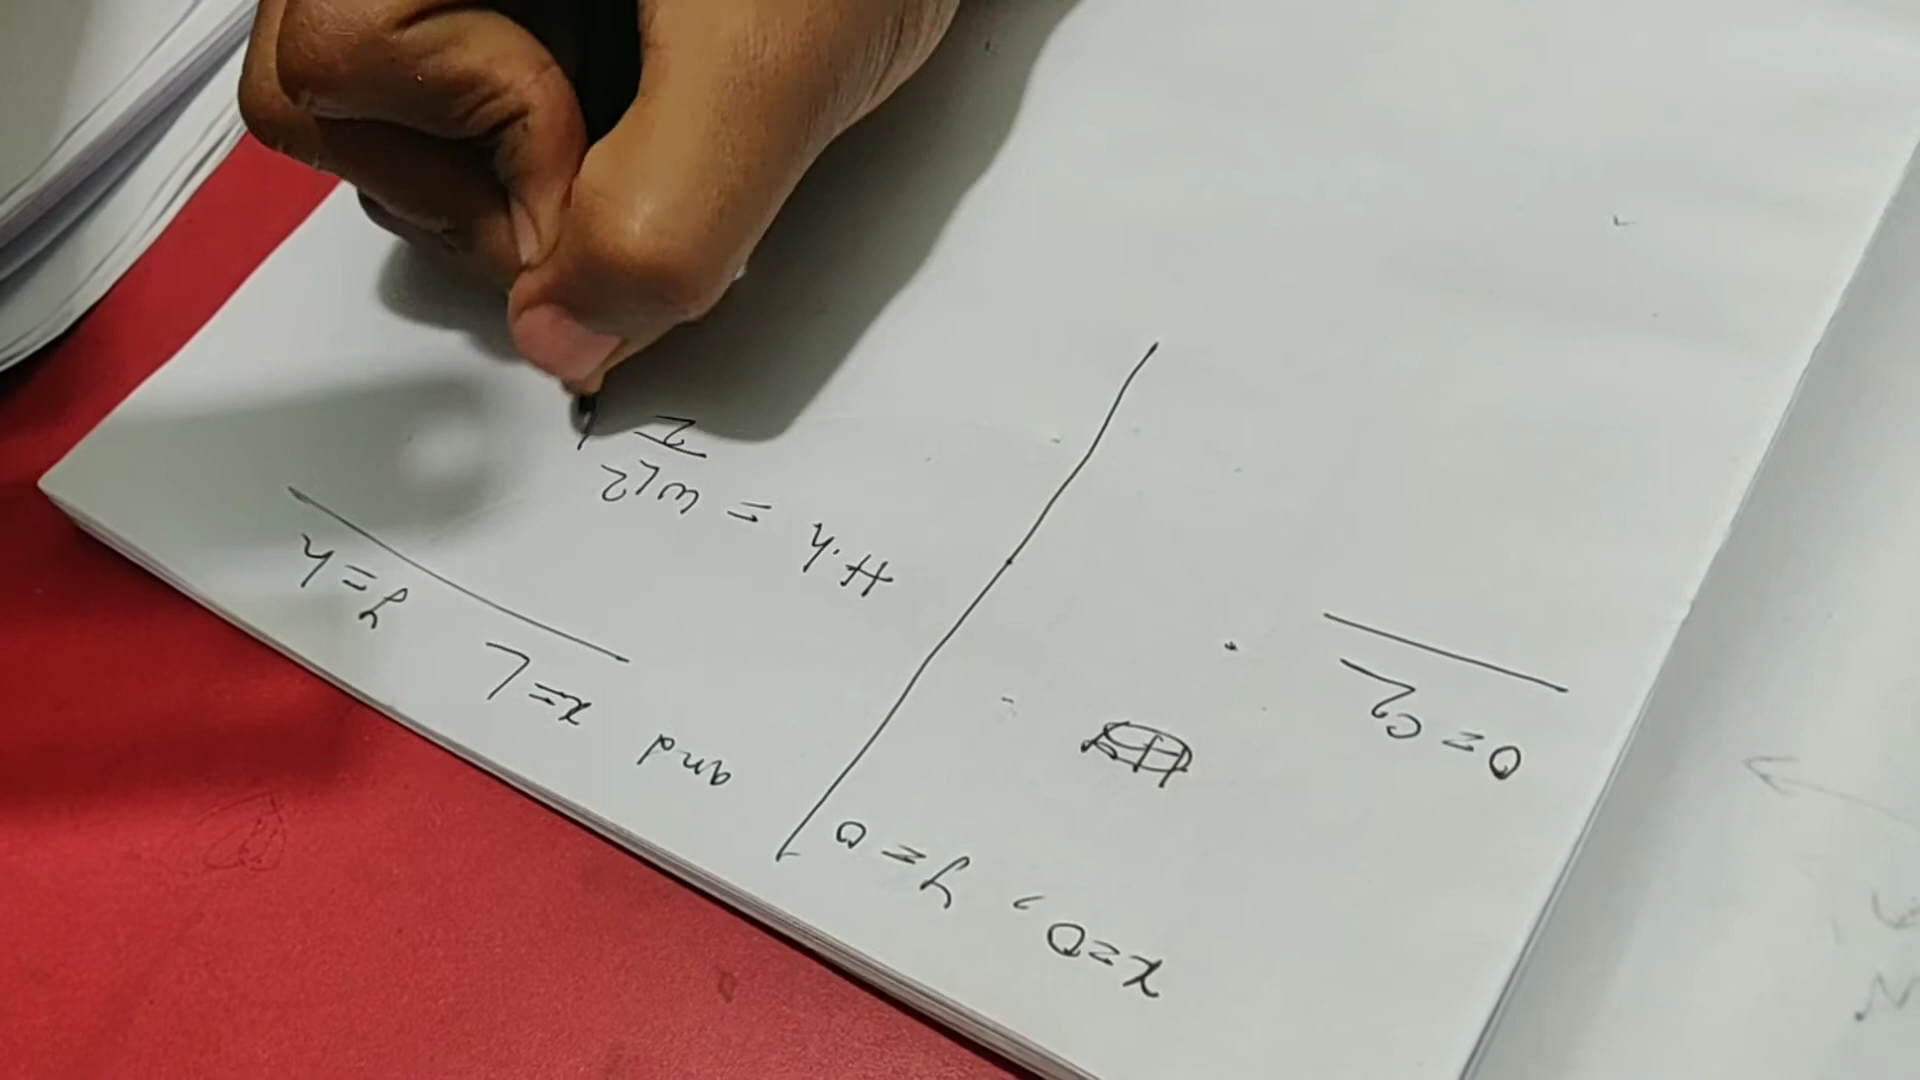 x=0, y=0
0=C2
and x=L y=h
H.h = wL2
2